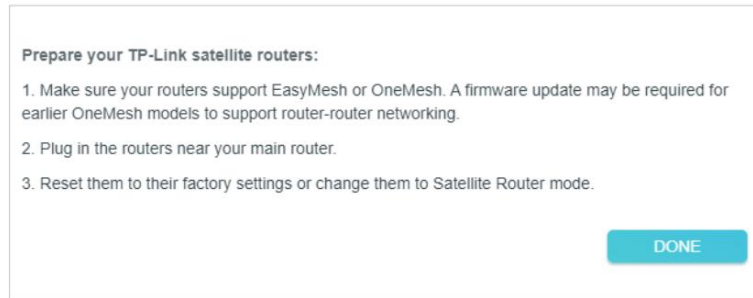 Prepare your TP-Link satellite routers:
1. Make sure your routers support EasyMesh or OneMesh. A firmware update may be required for
earlier OneMesh models to support router-router networking.
2. Plug in the routers near your main router.
3. Reset them to their factory settings or change them to Satellite Router mode.
DONE